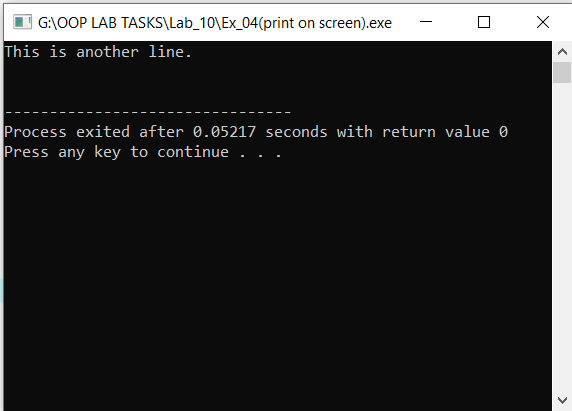 G:\OOP LAB TASKS\Lab_10\Ex_04(print on screen).exe
This is another line.
--------------------------------
Process exited after 0.05217 seconds with return value 0
Press any key to continue . . .